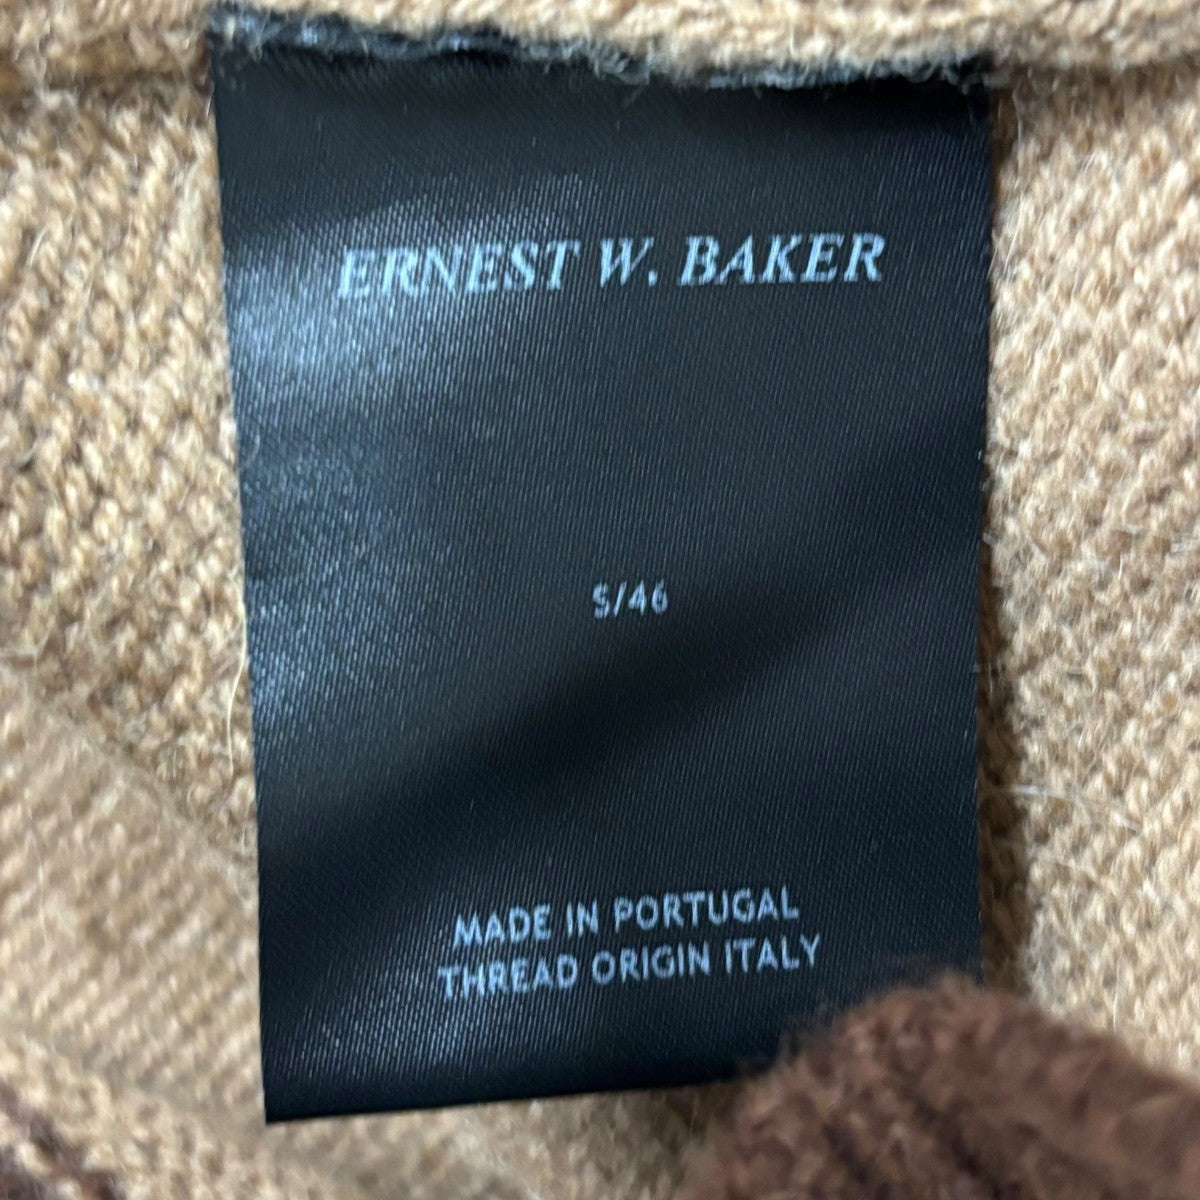 ERNEST W. BAKER
S/46
MADE IN PORTUGAL
THREAD ORIGIN ITALY